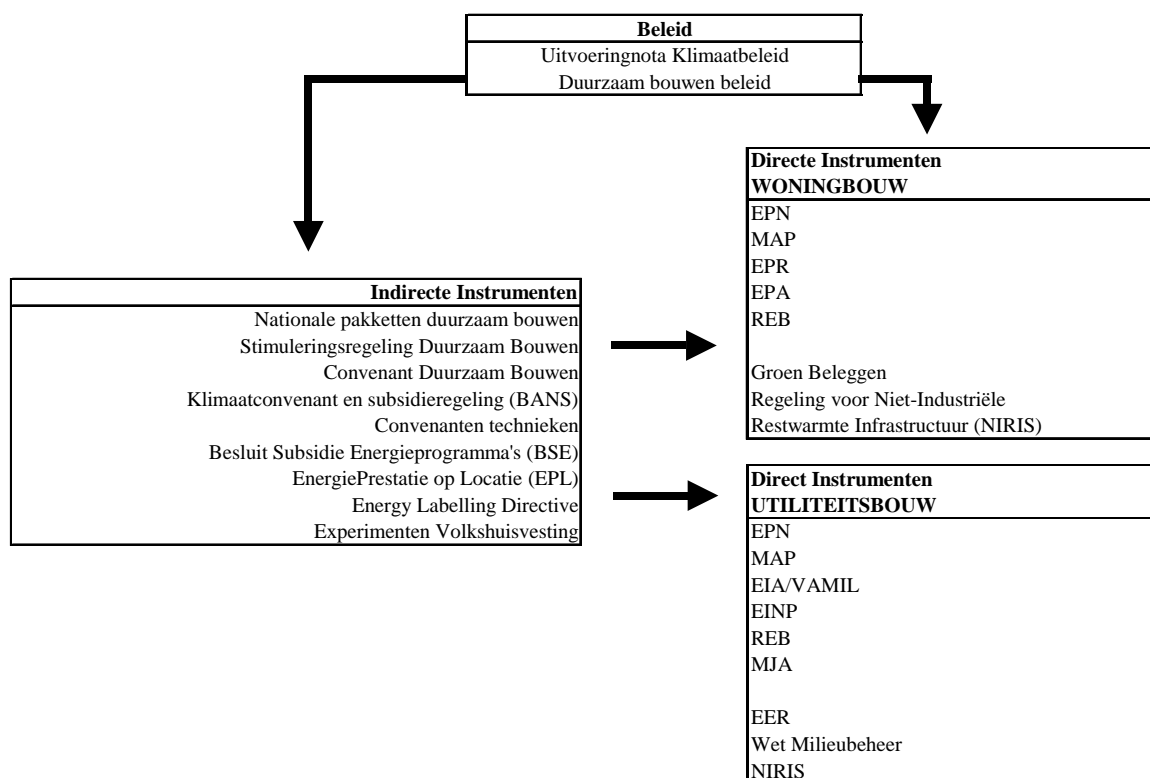 Beleid
Uitvoeringnota Klimaatbeleid
Duurzaam bouwen beleid
Directe Instrumenten
WONINGBOUW
EPN
MAP
EPR
EPA
REB
Groen Beleggen
Regeling voor Niet-Industriële
Restwarmte Infrastructuur (NIRIS)
Indirecte Instrumenten
Nationale pakketten duurzaam bouwen
Stimuleringsregeling Duurzaam Bouwen
Convenant Duurzaam Bouwen
Klimaatconvenant en subsidieregeling (BANS)
Convenanten technieken
Besluit Subsidie Energieprogramma's (BSE)
EnergiePrestatie op Locatie (EPL)
Energy Labelling Directive
Experimenten Volkshuisvesting
Direct Instrumenten
UTILITEITSBOUW
EPN
MAP
EIA/VAMIL
EINP
REB
MJA
EER
Wet Milieubeheer
NIRIS